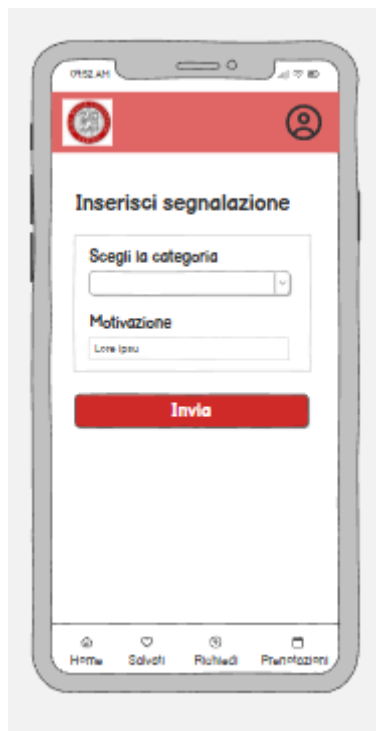 09:52 AM
Inserisci segnalazione
Scegli la categoria
Motivazione
Lore ipsu
Invia
Home Salvati Richiedi Prenotazioni